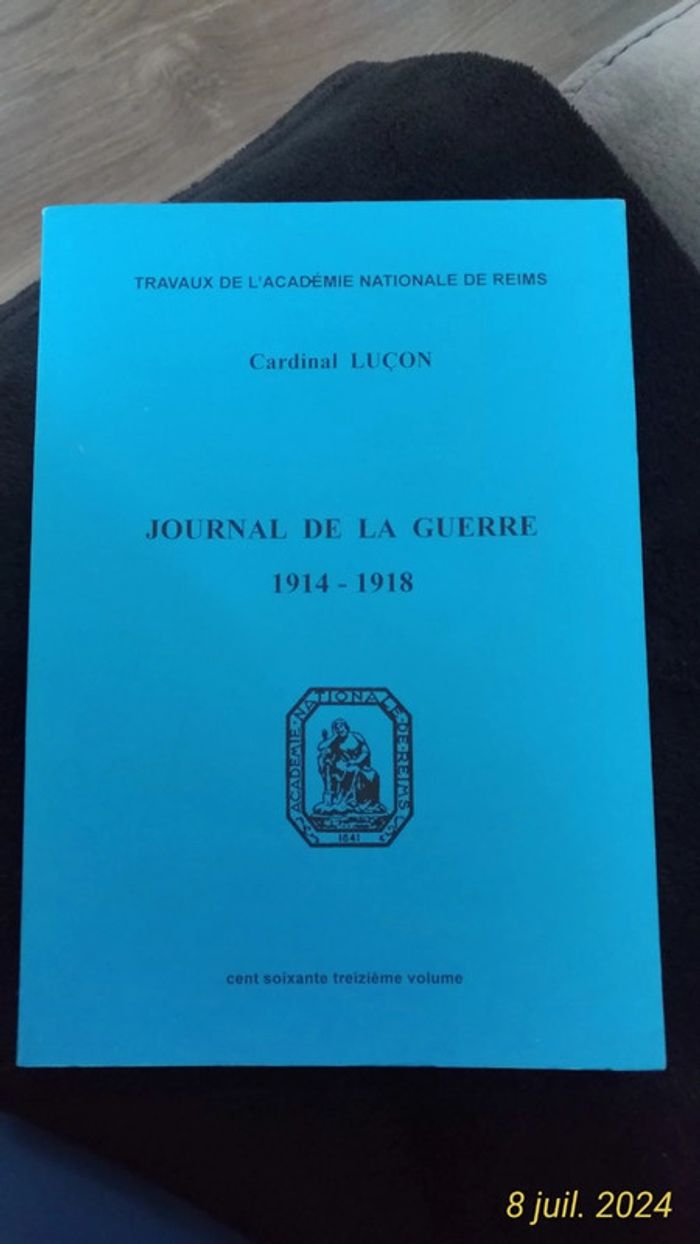 TRAVAUX DE L'ACADÉMIE NATIONALE DE REIMS
Cardinal LUÇON
JOURNAL DE LA GUERRE
1914 - 1918
ACADEMIE · NATIONALE · DE · REIMS
1841
cent soixante treizième volume
8 juil. 2024